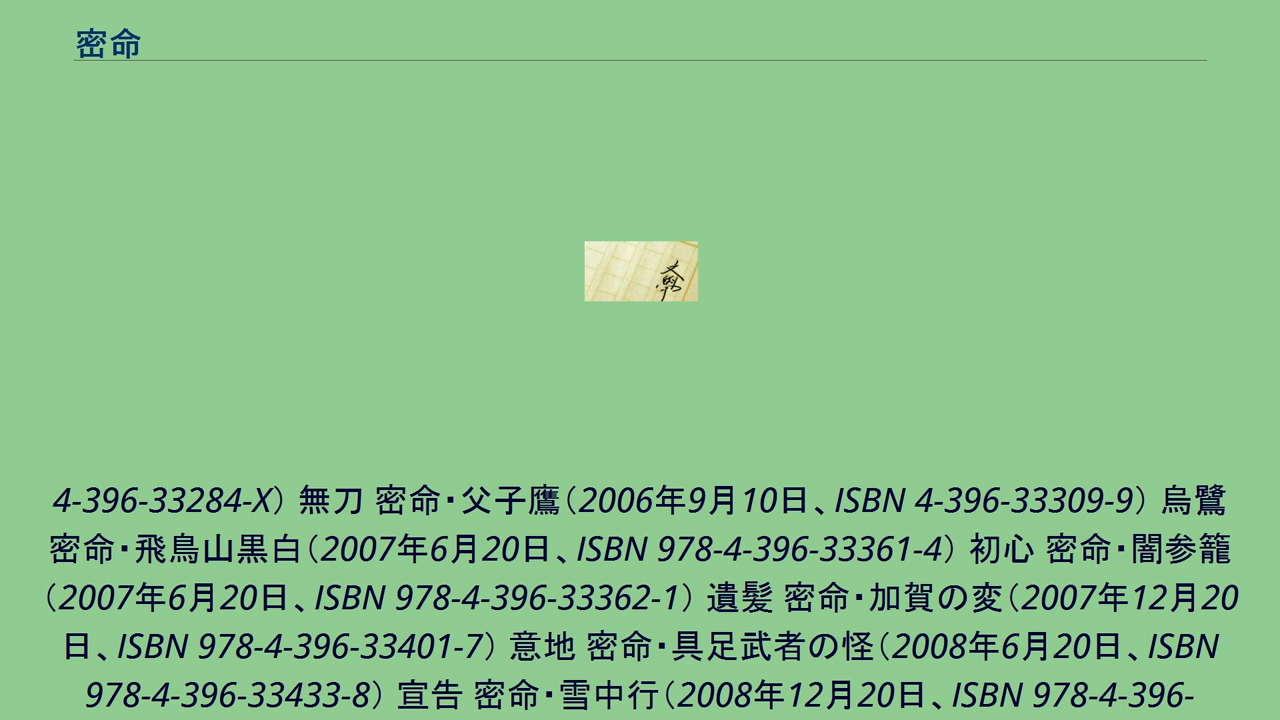 密命
4-396-33284-X） 無刀 密命・父子鷹（2006年9月10日、ISBN 4-396-33309-9） 烏鷺
密命・飛鳥山黒白（2007年6月20日、ISBN 978-4-396-33361-4） 初心 密命・闇参籠
（2007年6月20日、ISBN 978-4-396-33362-1） 遺髪 密命・加賀の変（2007年12月20
日、ISBN 978-4-396-33401-7） 意地 密命・具足武者の怪（2008年6月20日、ISBN
978-4-396-33433-8） 宣告 密命・雪中行（2008年12月20日、ISBN 978-4-396-